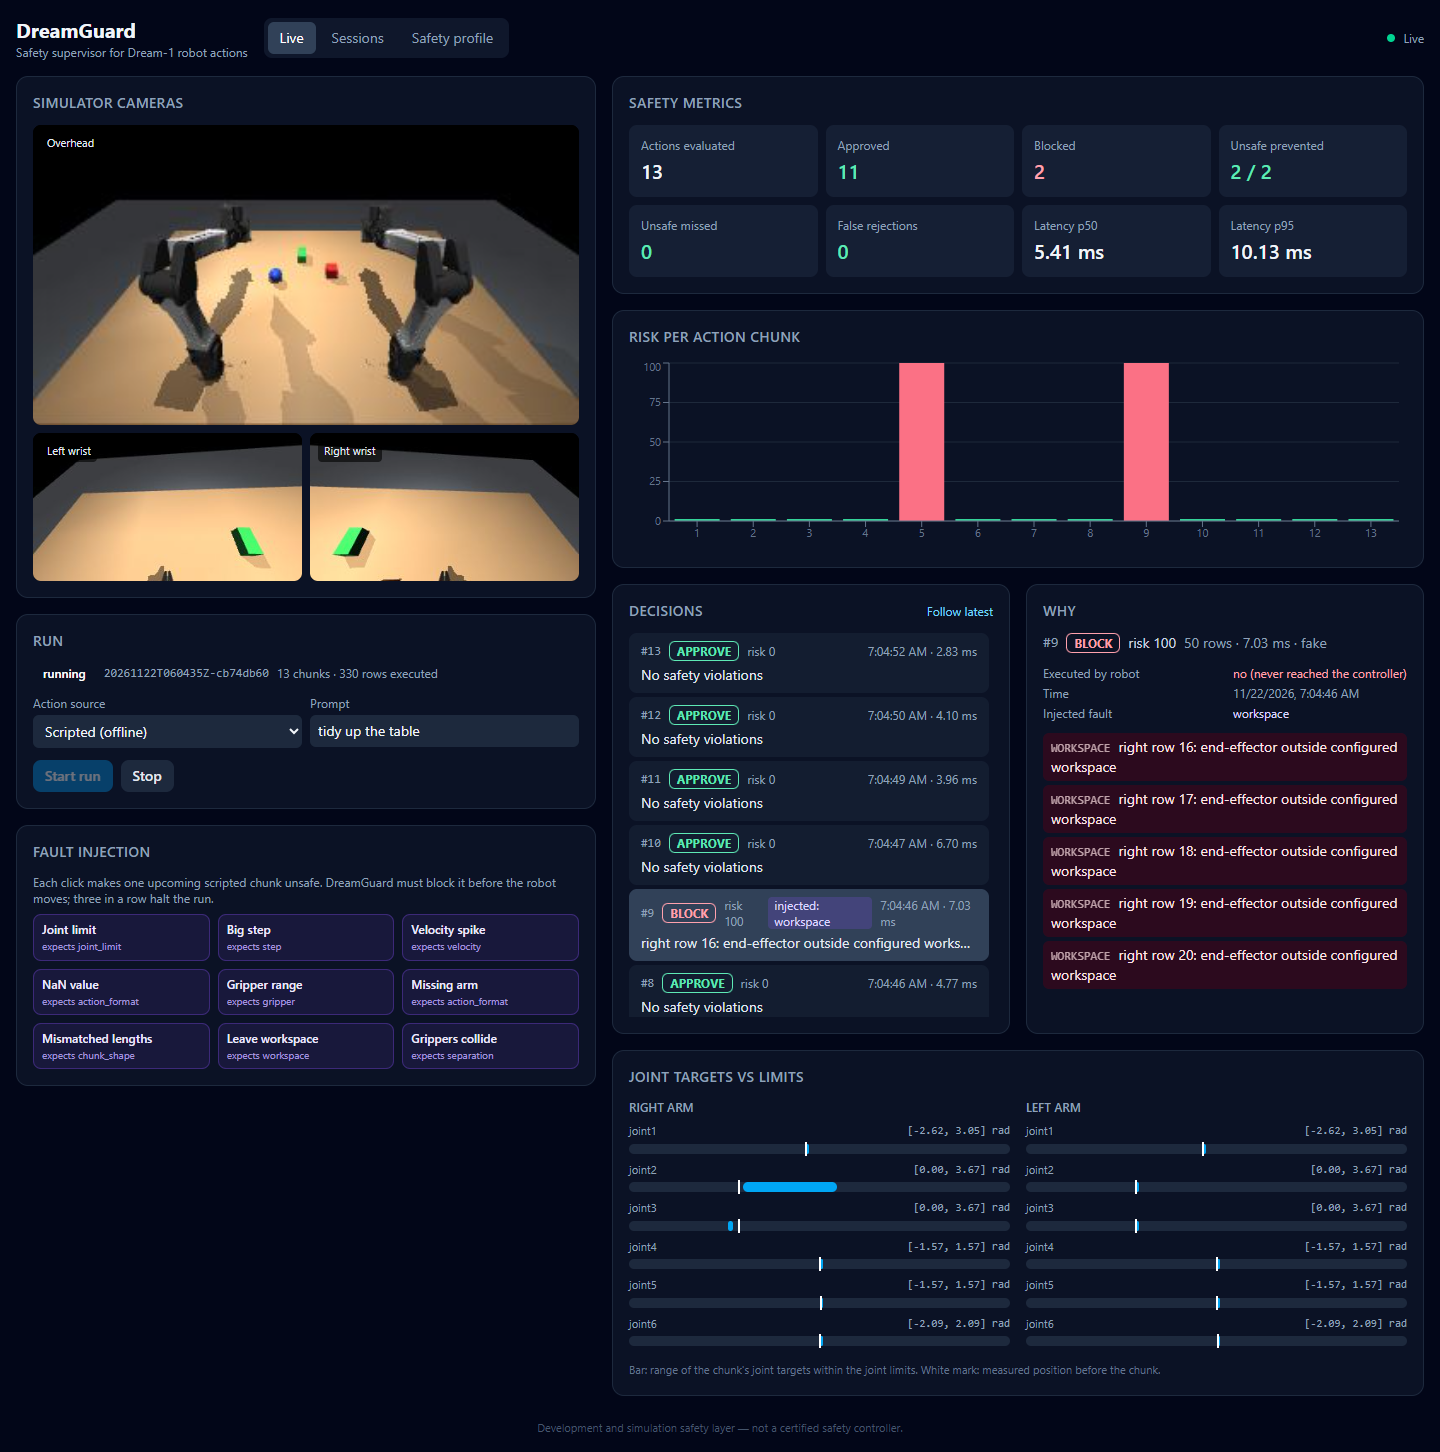 DreamGuard
Safety supervisor for Dream-1 robot actions
Live
Sessions
Safety profile
Live
SIMULATOR CAMERAS
Overhead
Left wrist
Right wrist
RUN
running 20261122T060435Z-cb74db60 13 chunks · 330 rows executed
Action source
Prompt
Scripted (offline)
tidy up the table
Start run
Stop
FAULT INJECTION
Each click makes one upcoming scripted chunk unsafe. DreamGuard must block it before the robot
moves; three in a row halt the run.
Joint limit
expects joint_limit
Big step
expects step
Velocity spike
expects velocity
NaN value
expects action_format
Gripper range
expects gripper
Missing arm
expects action_format
Mismatched lengths
expects chunk_shape
Leave workspace
expects workspace
Grippers collide
expects separation
SAFETY METRICS
Actions evaluated
13
Approved
11
Blocked
2
Unsafe prevented
2 / 2
Unsafe missed
0
False rejections
0
Latency p50
5.41 ms
Latency p95
10.13 ms
RISK PER ACTION CHUNK
100
75
50
25
0
1 2 3 4 5 6 7 8 9 10 11 12 13
DECISIONS
Follow latest
#13 APPROVE risk 0 7:04:52 AM · 2.83 ms
No safety violations
#12 APPROVE risk 0 7:04:50 AM · 4.10 ms
No safety violations
#11 APPROVE risk 0 7:04:49 AM · 3.96 ms
No safety violations
#10 APPROVE risk 0 7:04:47 AM · 6.70 ms
No safety violations
#9 BLOCK risk 100 injected: workspace 7:04:46 AM · 7.03 ms
right row 16: end-effector outside configured works...
#8 APPROVE risk 0 7:04:46 AM · 4.77 ms
No safety violations
WHY
#9 BLOCK risk 100 50 rows · 7.03 ms · fake
Executed by robot no (never reached the controller)
Time 11/22/2026, 7:04:46 AM
Injected fault workspace
WORKSPACE right row 16: end-effector outside configured
workspace
WORKSPACE right row 17: end-effector outside configured
workspace
WORKSPACE right row 18: end-effector outside configured
workspace
WORKSPACE right row 19: end-effector outside configured
workspace
WORKSPACE right row 20: end-effector outside configured
workspace
JOINT TARGETS VS LIMITS
RIGHT ARM
joint1 [-2.62, 3.05] rad
joint2 [0.00, 3.67] rad
joint3 [0.00, 3.67] rad
joint4 [-1.57, 1.57] rad
joint5 [-1.57, 1.57] rad
joint6 [-2.09, 2.09] rad
LEFT ARM
joint1 [-2.62, 3.05] rad
joint2 [0.00, 3.67] rad
joint3 [0.00, 3.67] rad
joint4 [-1.57, 1.57] rad
joint5 [-1.57, 1.57] rad
joint6 [-2.09, 2.09] rad
Bar: range of the chunk's joint targets within the joint limits. White mark: measured position before the chunk.
Development and simulation safety layer — not a certified safety controller.